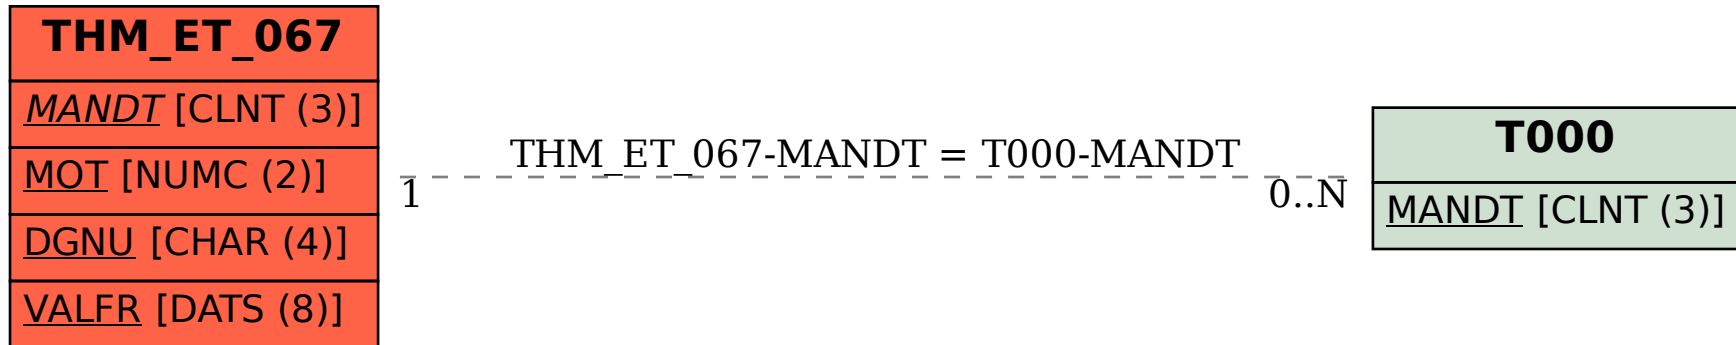 THM_ET_067
MANDT [CLNT (3)]
MOT [NUMC (2)]
DGNU [CHAR (4)]
VALFR [DATS (8)]
THM_ET_067-MANDT = T000-MANDT
1
0..N
T000
MANDT [CLNT (3)]